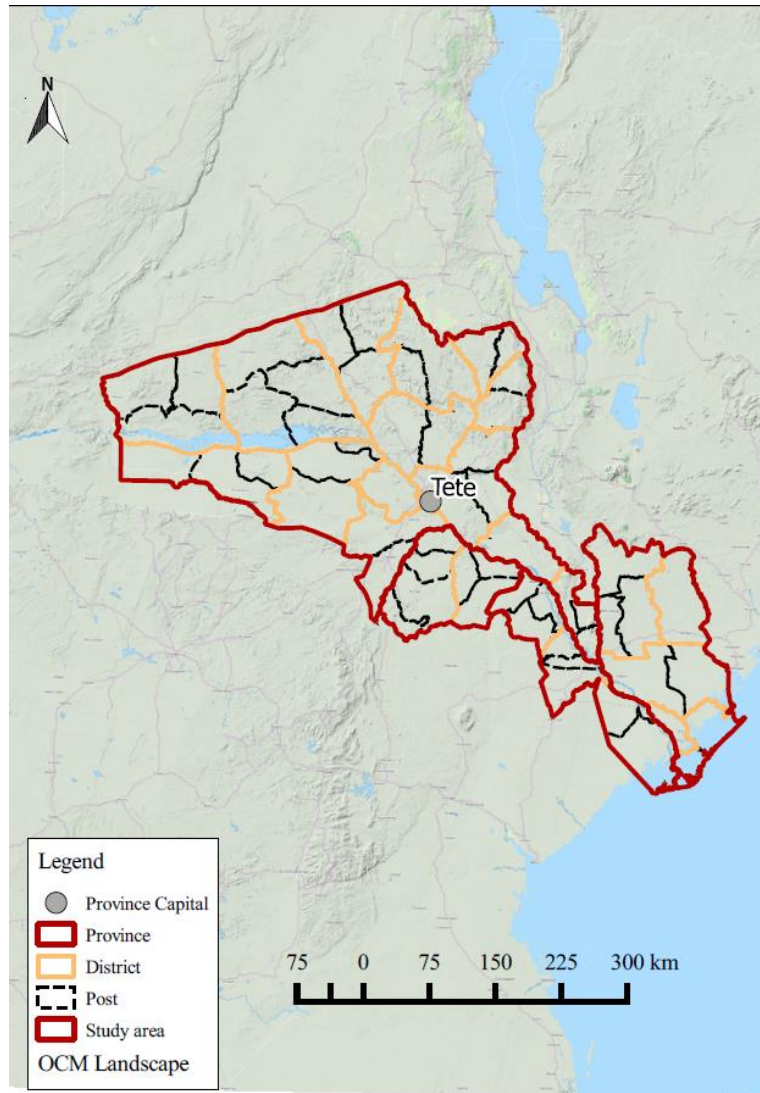 N
Tete
Legend
Province Capital
Province
District
Post
Study area
OCM Landscape
75 0 75 150 225 300 km